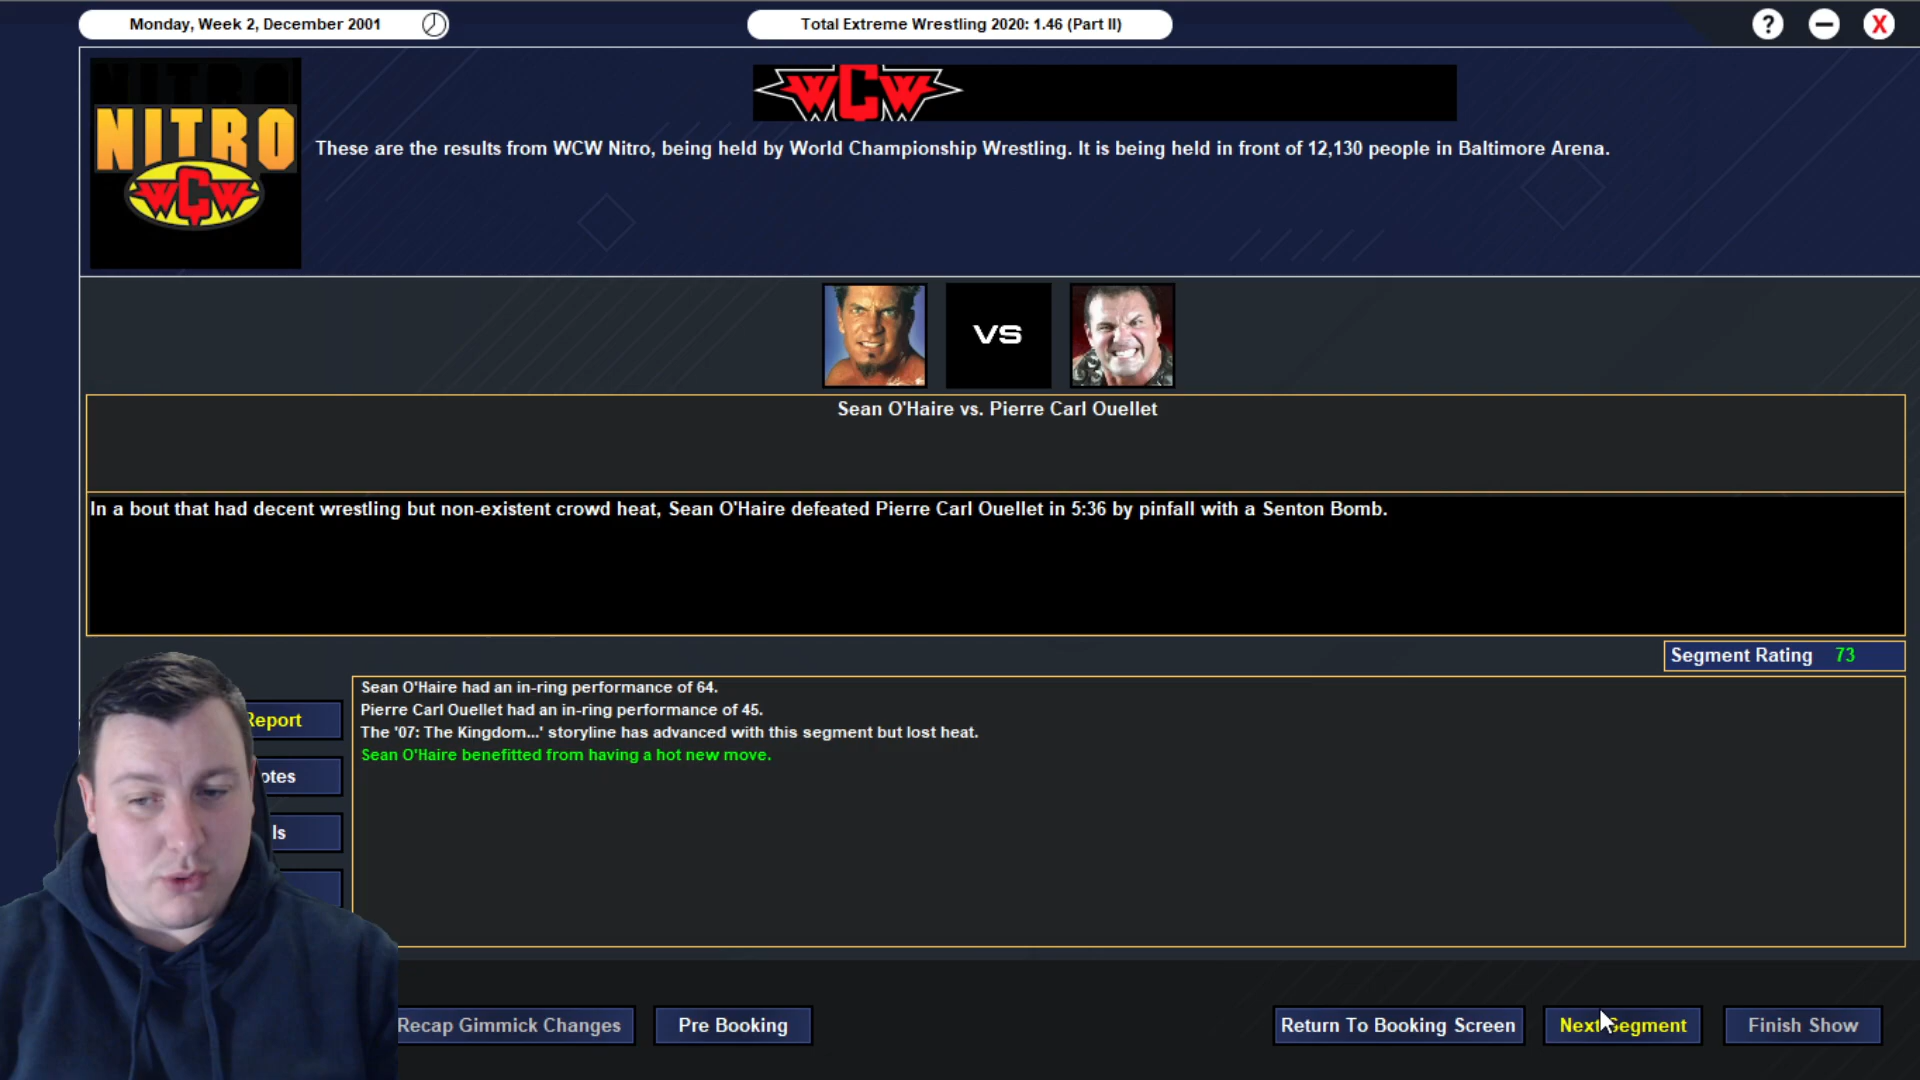 Monday, Week 2, December 2001
Total Extreme Wrestling 2020: 1.46 (Part II)
?
X
NITRO
NITRO
WCW
WCW
These are the results from WCW Nitro, being held by World Championship Wrestling. It is being held in front of 12,130 people in Baltimore Arena.
VS
Sean O'Haire vs. Pierre Carl Ouellet
In a bout that had decent wrestling but non-existent crowd heat, Sean O'Haire defeated Pierre Carl Ouellet in 5:36 by pinfall with a Senton Bomb.
Segment Rating 73
Sean O'Haire had an in-ring performance of 64.
Pierre Carl Ouellet had an in-ring performance of 45.
The '07: The Kingdom...' storyline has advanced with this segment but lost heat.
Sean O'Haire benefitted from having a hot new move.
Report
otes
ls
Recap Gimmick Changes
Pre Booking
Return To Booking Screen
Next Segment
Finish Show